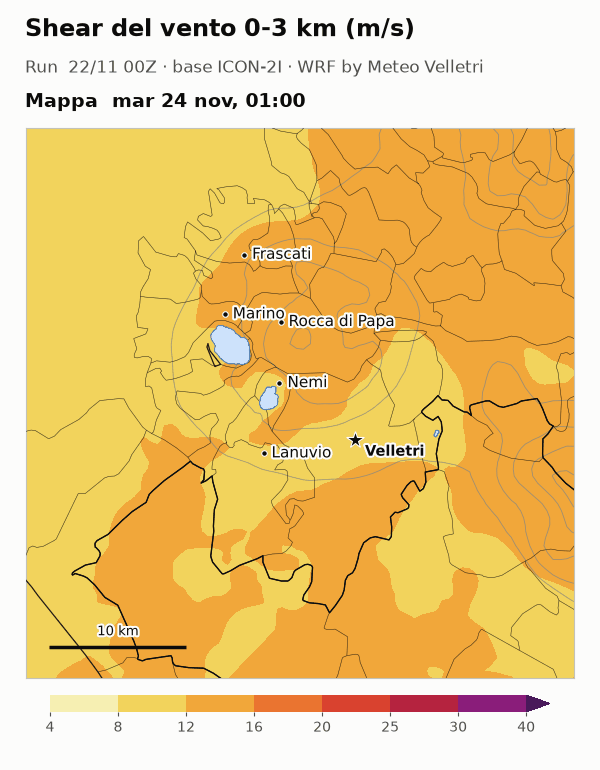 Shear del vento 0-3 km (m/s)
Run  22/11 00Z · base ICON-2I · WRF by Meteo Velletri
Mappa  mar 24 nov, 01:00
Frascati
Marino
Rocca di Papa
Nemi
Velletri
Lanuvio
10 km
4 8 12 16 20 25 30 40